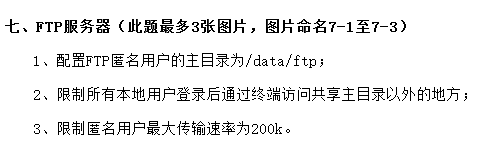 七、FTP服务器（此题最多3张图片，图片命名7-1至7-3）
1、配置FTP匿名用户的主目录为/data/ftp；
2、限制所有本地用户登录后通过终端访问共享主目录以外的地方；
3、限制匿名用户最大传输速率为200k。